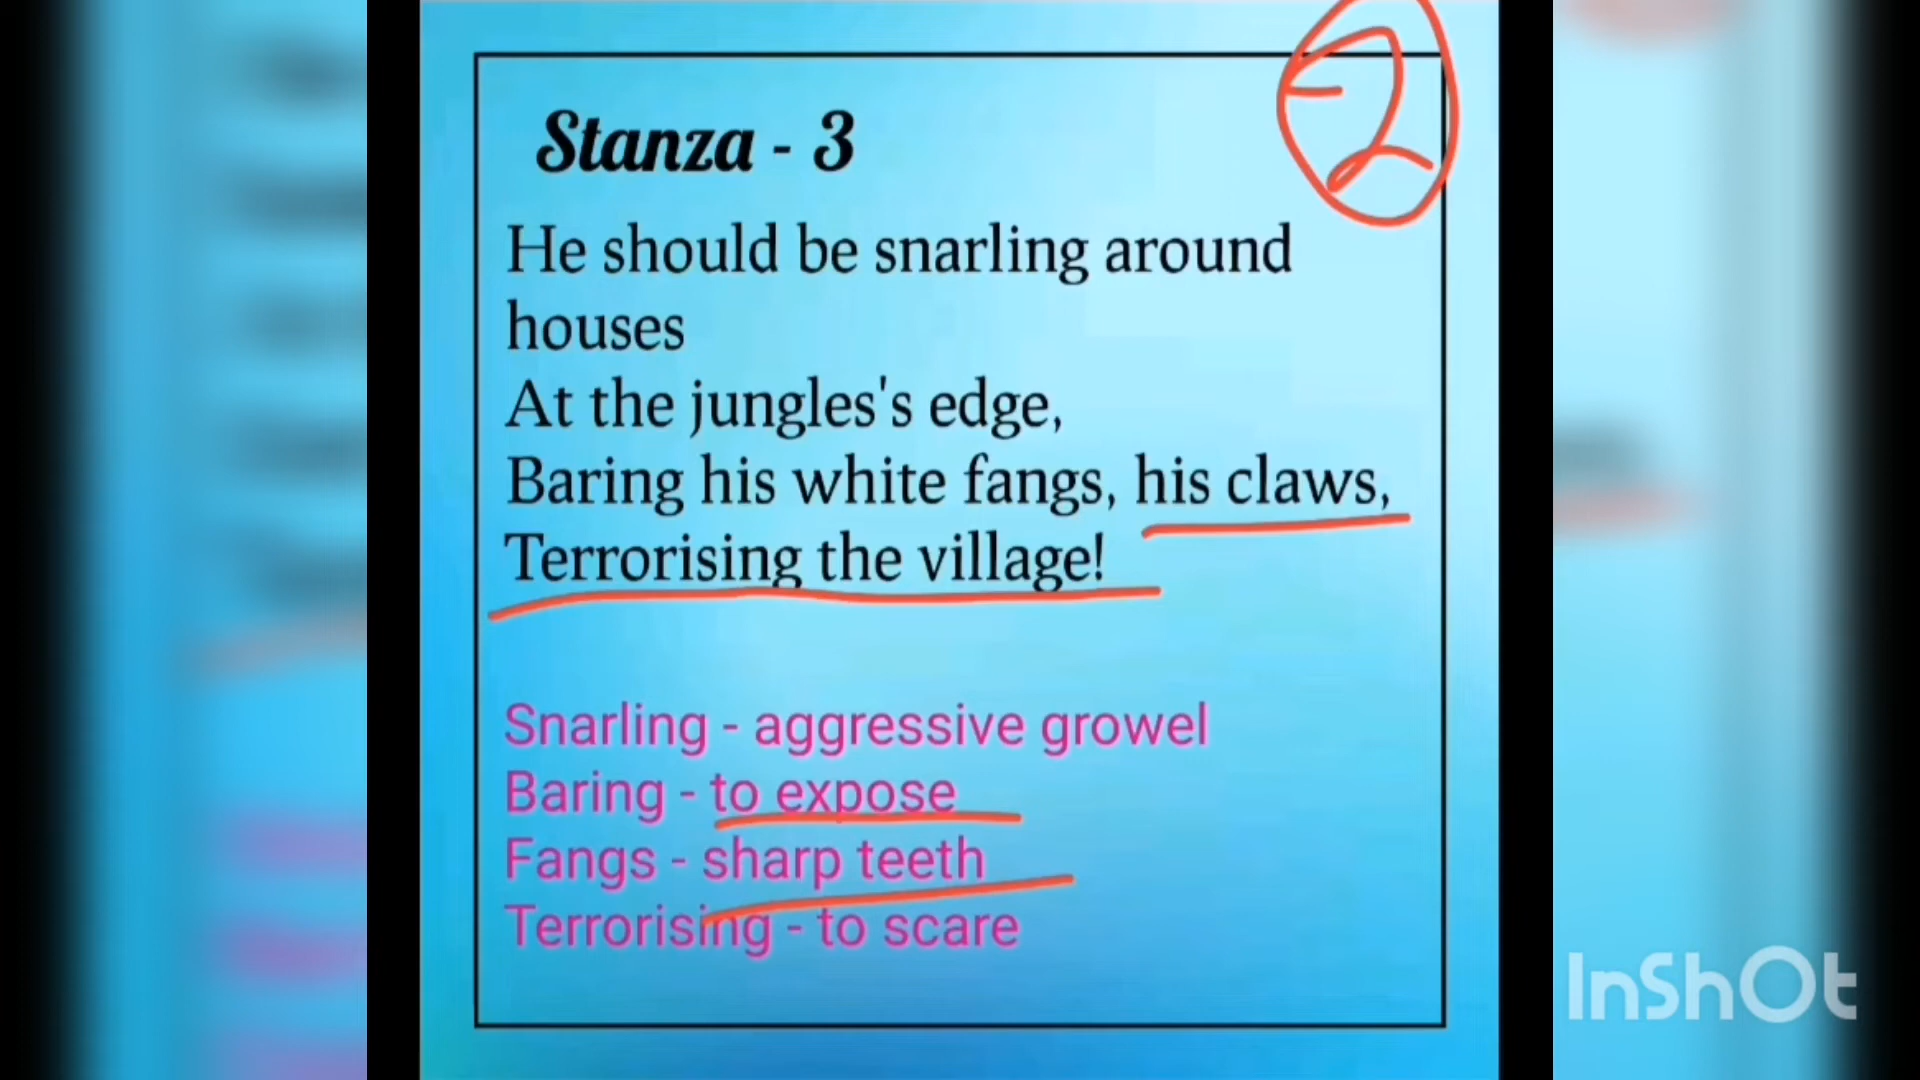 2
Stanza - 3
He should be snarling around
houses
At the jungles's edge,
Baring his white fangs, his claws,
Terrorising the village!
Snarling - aggressive growel
Baring - to expose
Fangs - sharp teeth
Terrorising - to scare
InShOt